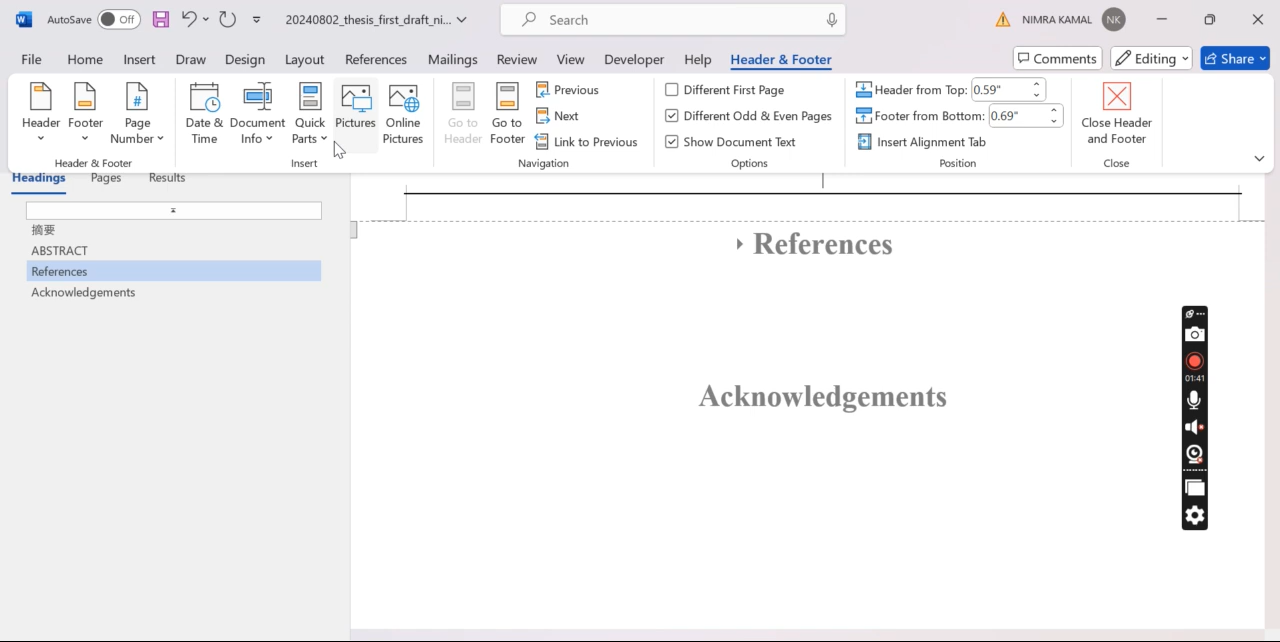 AutoSave Off 20240802_thesis_first_draft_ni... Search NIMRA KAMAL NK
File Home Insert Draw Design Layout References Mailings Review View Developer Help Header & Footer Comments Editing Share
Header Footer Page Number Date & Time Document Info Quick Parts Pictures Online Pictures Go to Header Go to Footer
Previous
Next
Link to Previous
Different First Page
Different Odd & Even Pages
Show Document Text
Header from Top: 0.59"
Footer from Bottom: 0.69"
Insert Alignment Tab
Close Header and Footer
Header & Footer Insert Navigation Options Position Close
Headings Pages Results
摘要
ABSTRACT
References
Acknowledgements
References
Acknowledgements
01:41